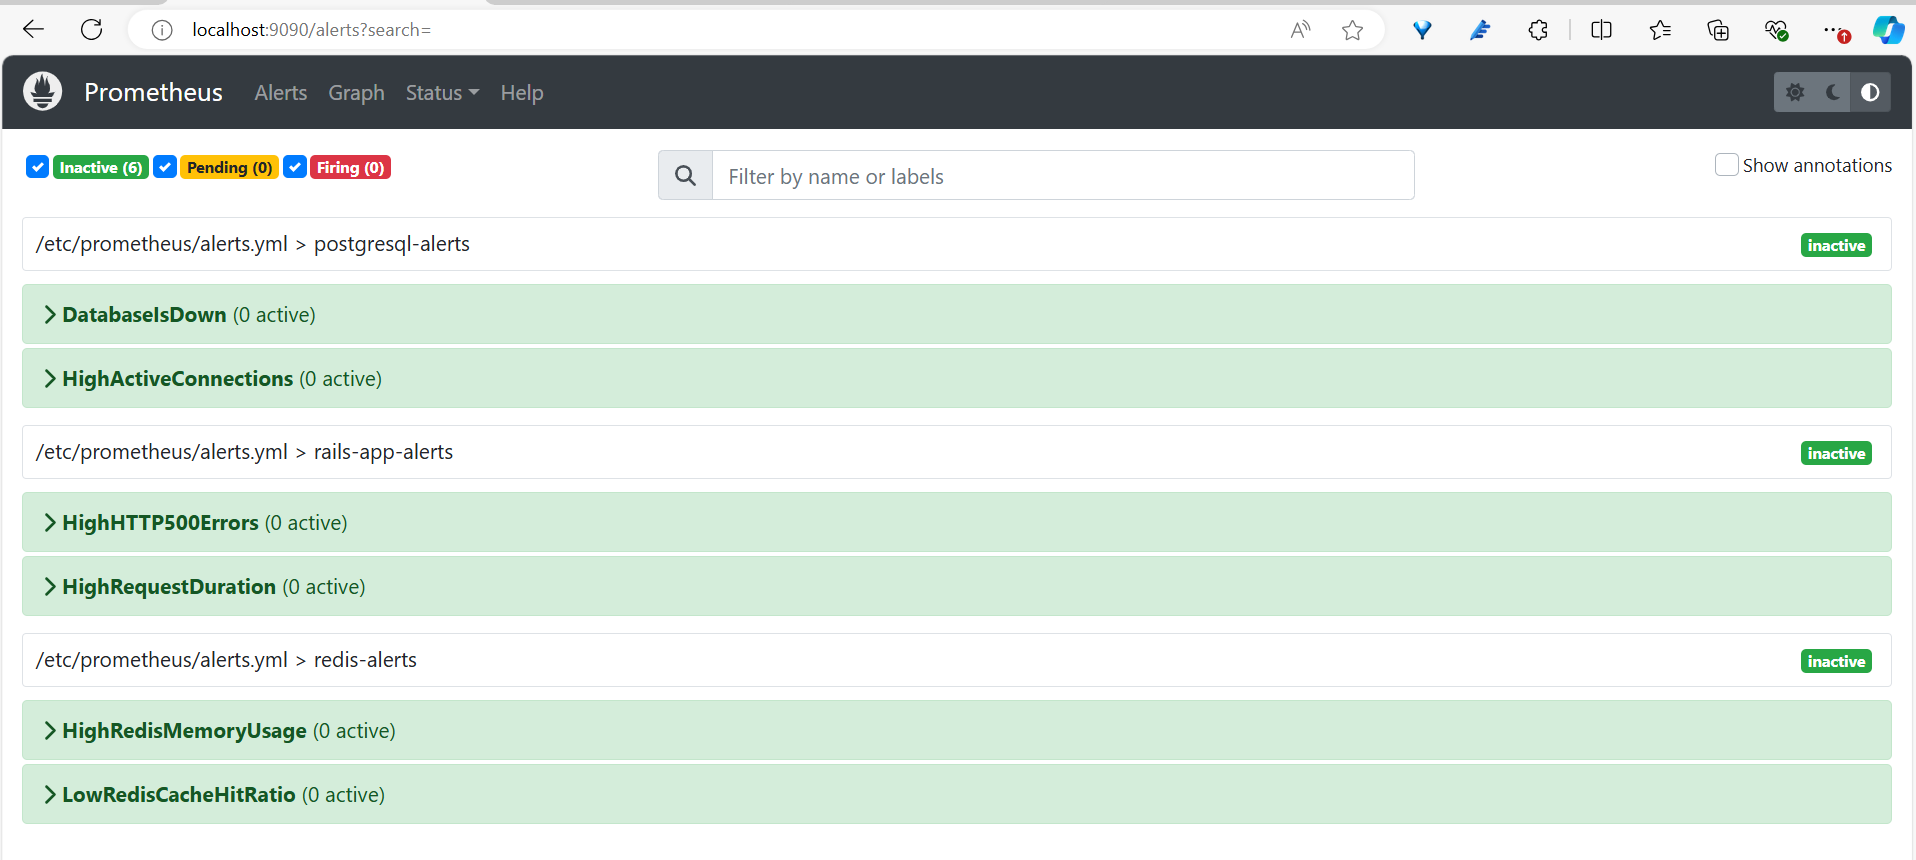 localhost:9090/alerts?search=
Prometheus Alerts Graph Status Help
Inactive (6) Pending (0) Firing (0) Filter by name or labels Show annotations
/etc/prometheus/alerts.yml > postgresql-alerts inactive
DatabaseIsDown (0 active)
HighActiveConnections (0 active)
/etc/prometheus/alerts.yml > rails-app-alerts inactive
HighHTTP500Errors (0 active)
HighRequestDuration (0 active)
/etc/prometheus/alerts.yml > redis-alerts inactive
HighRedisMemoryUsage (0 active)
LowRedisCacheHitRatio (0 active)